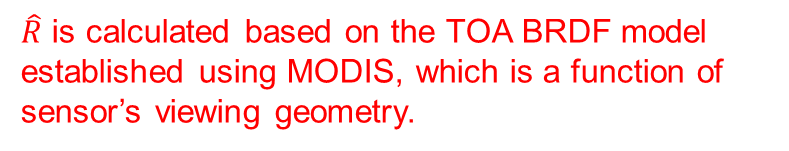 R̂ is calculated based on the TOA BRDF model
established using MODIS, which is a function of
sensor’s viewing geometry.